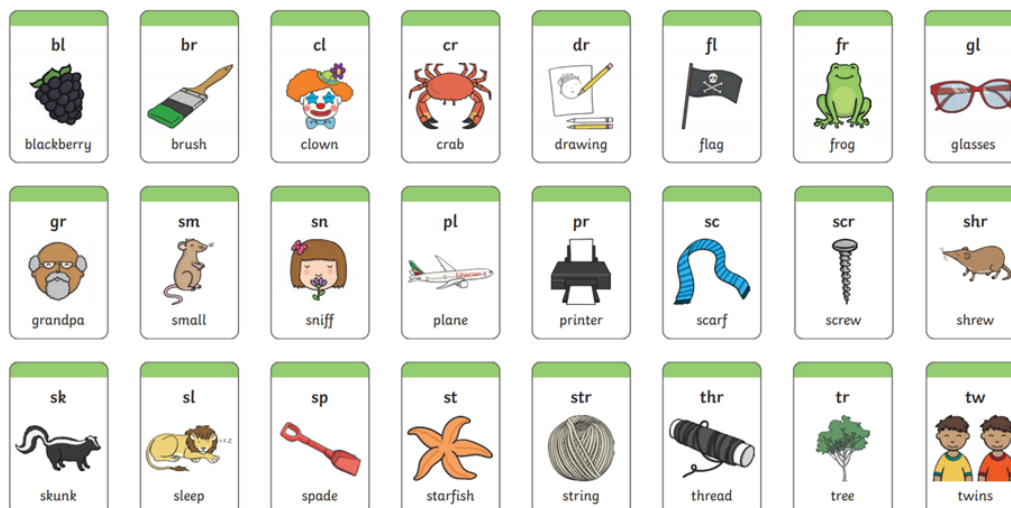 bl
blackberry
br
brush
cl
clown
cr
crab
dr
drawing
fl
flag
fr
frog
gl
glasses
gr
grandpa
sm
small
sn
sniff
pl
plane
pr
printer
sc
scarf
scr
screw
shr
shrew
sk
skunk
sl
sleep
sp
spade
st
starfish
str
string
thr
thread
tr
tree
tw
twins